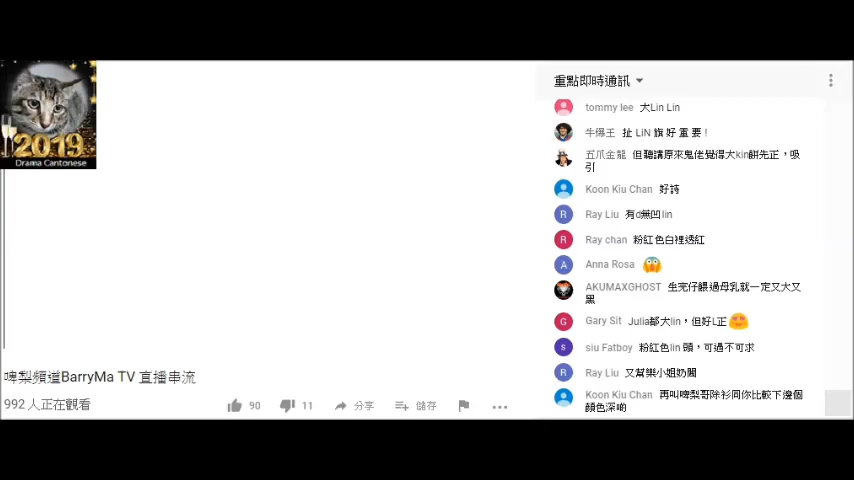 2019
Drama Cantonese
重點即時通訊
tommy lee 大Lin Lin
牛爆王 扯 LiN 旗 好 重 要 !
五爪金龍 但聽講原來鬼佬覺得大kin餅先正，吸
引
Koon Kiu Chan 好誇
R Ray Liu 有d無凹lin
R Ray chan 粉紅色白裡透紅
A Anna Rosa
AKUMAXGHOST 生完仔餵過母乳就一定又大又
黑
G Gary Sit Julia都大lin，但好L正
s siu Fatboy 粉紅色lin 頭，可遇不可求
R Ray Liu 又幫樂小姐奶閪
Koon Kiu Chan 再叫啤梨哥除衫同你比較下邊個
顏色深啲
啤梨頻道BarryMa TV 直播串流
992 人正在觀看
90 11 分享 儲存